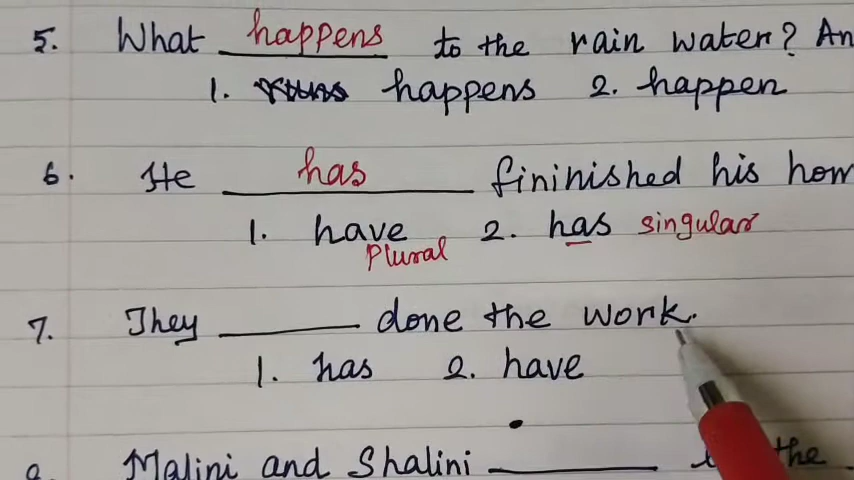 5. What happens to the rain water? An
1. happens 2. happen
6. He has fininished his hom
1. have 2. has singular
Plural
7. They ______ done the work.
1. has 2. have
Malini and Shalini ______ the